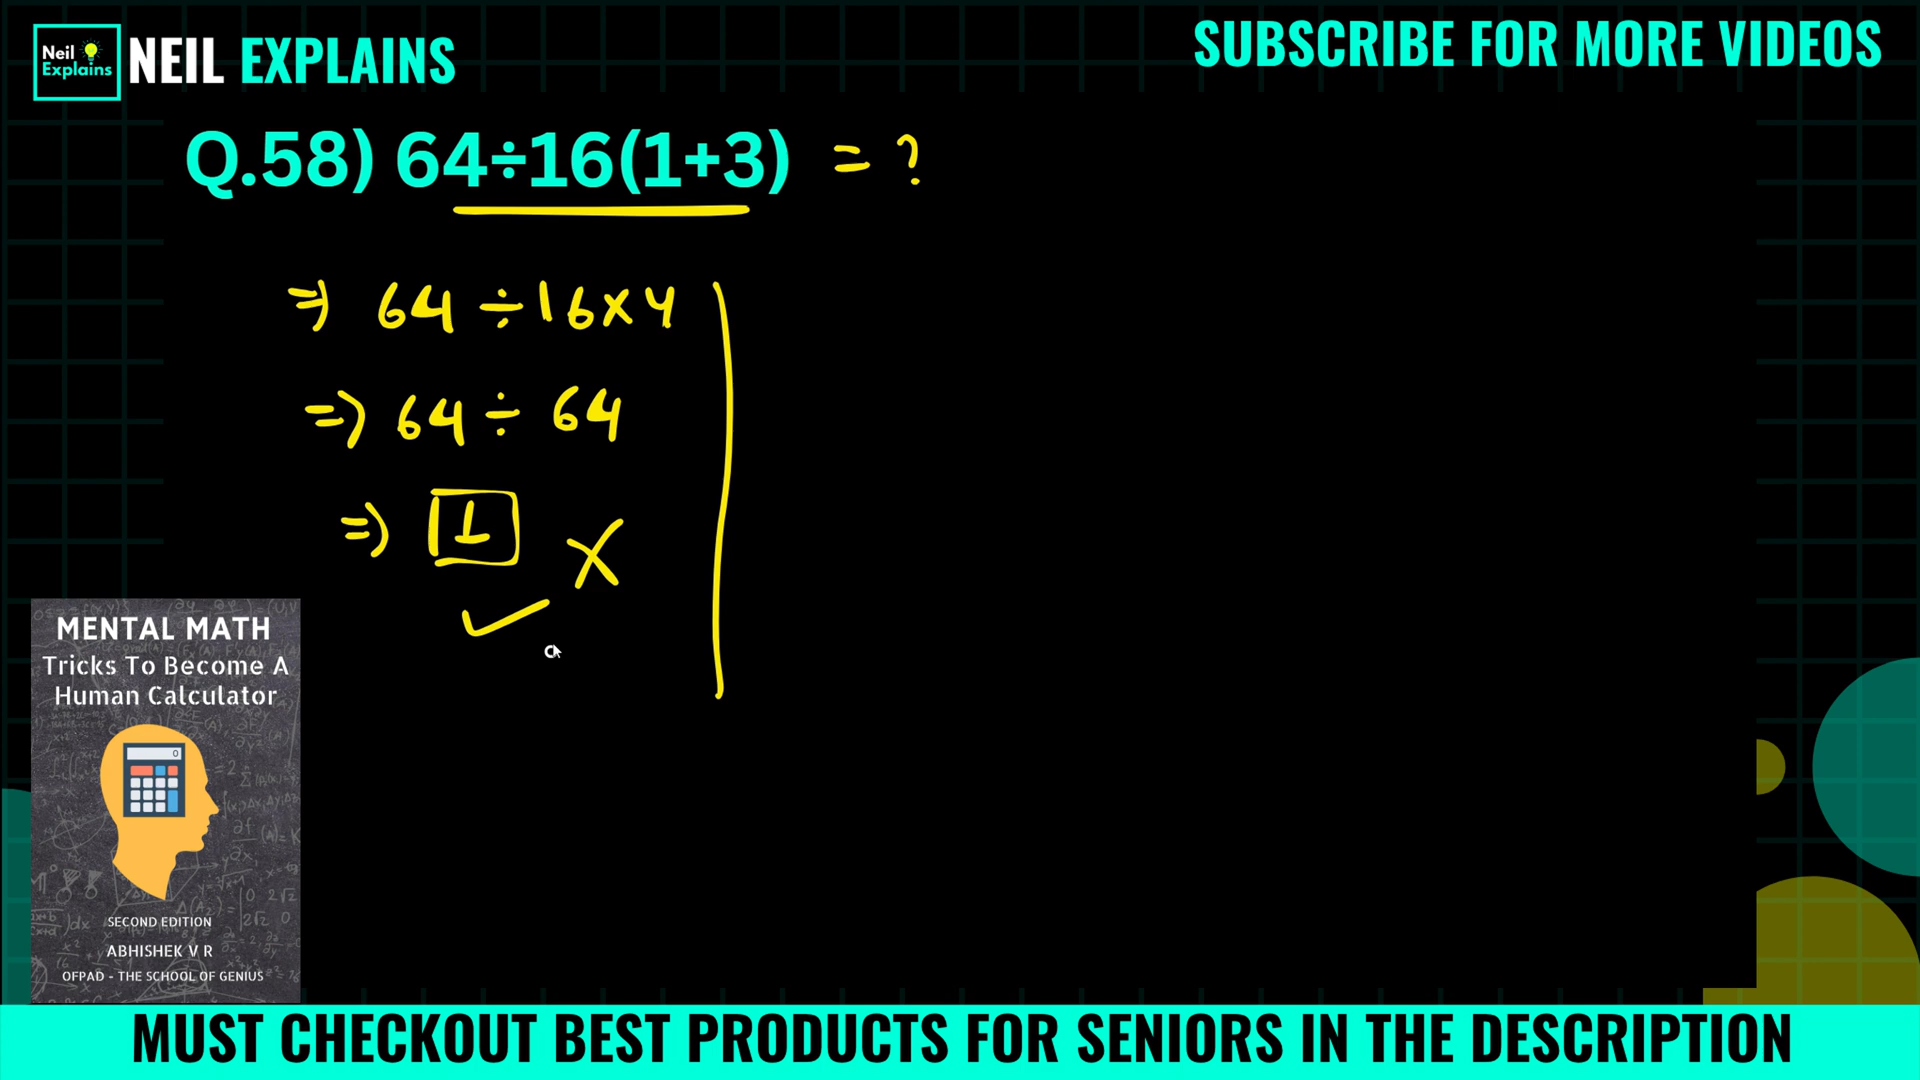 Neil
Explains
NEIL EXPLAINS
SUBSCRIBE FOR MORE VIDEOS
Q.58) 64÷16(1+3) = ?
⇒ 64 ÷ 16 x 4
⇒ 64 ÷ 64
⇒ 1 X
MENTAL MATH
Tricks To Become A
Human Calculator
0
SECOND EDITION
ABHISHEK V R
OFPAD - THE SCHOOL OF GENIUS
MUST CHECKOUT BEST PRODUCTS FOR SENIORS IN THE DESCRIPTION